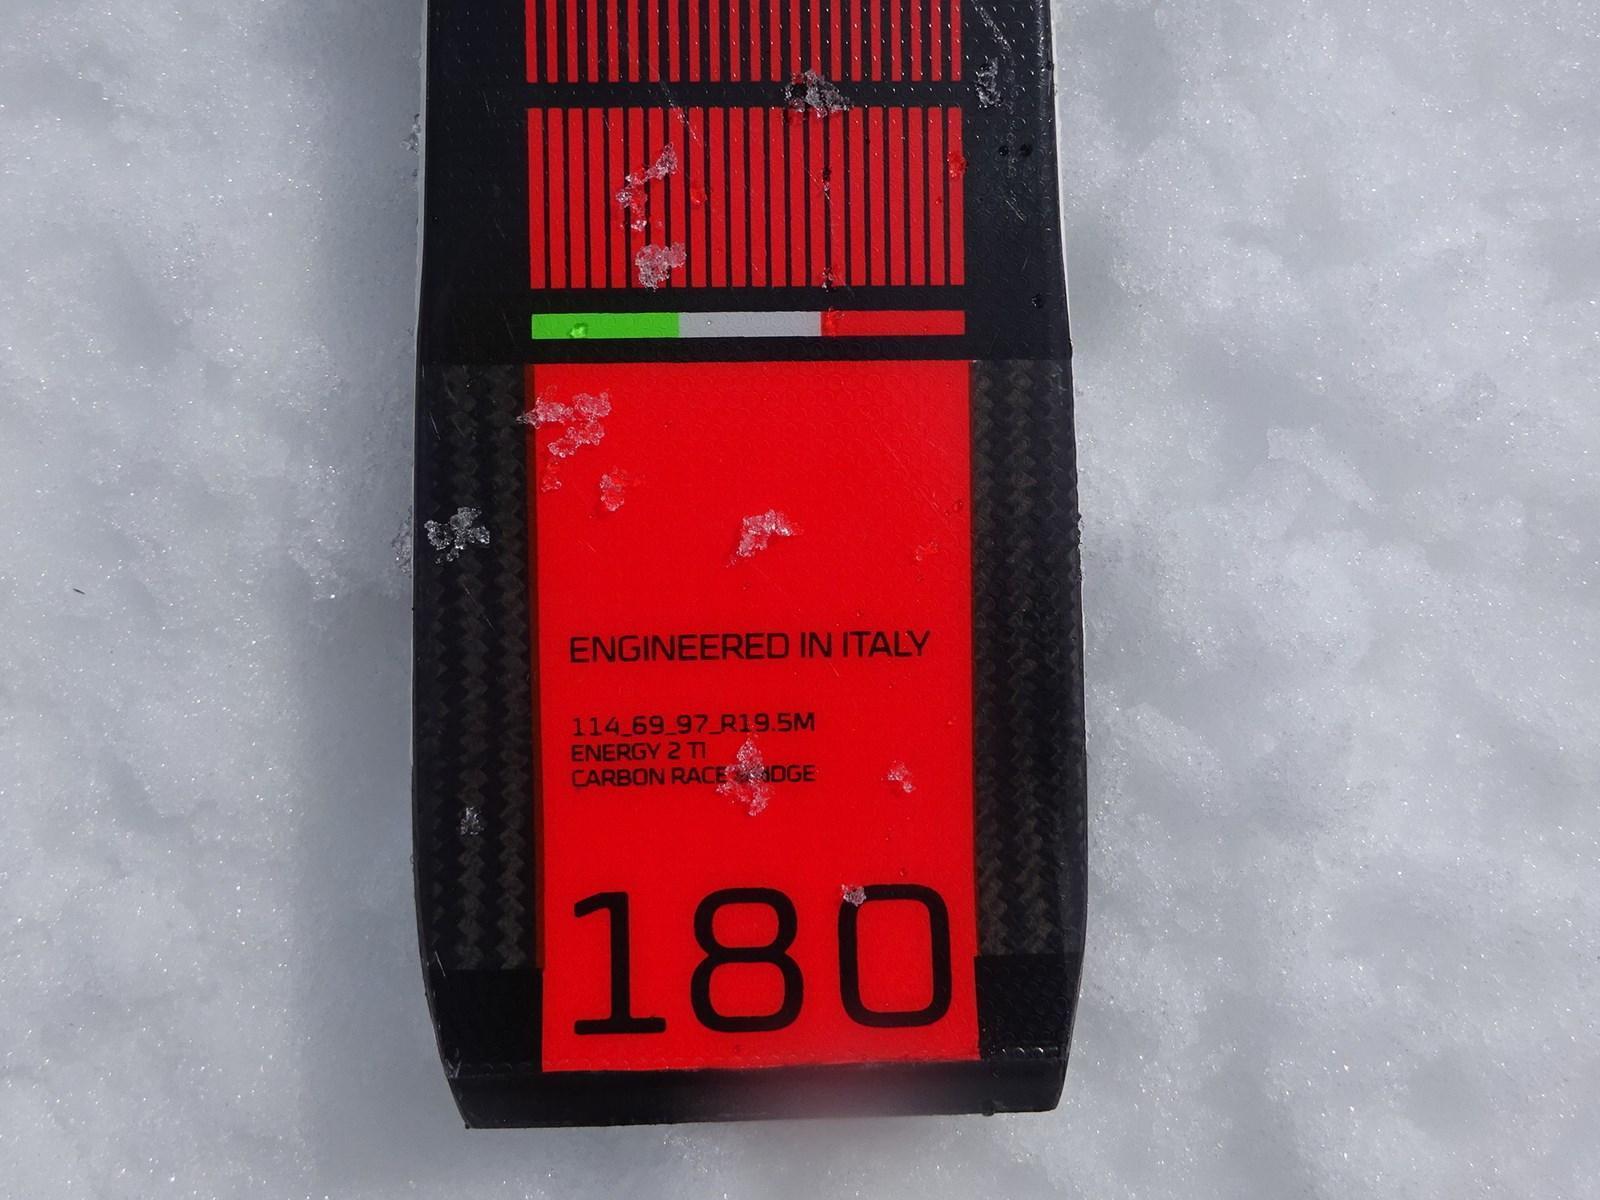 ENGINEERED IN ITALY
114_69_97_R19.5M
ENERGY 2 TI
CARBON RACE
180